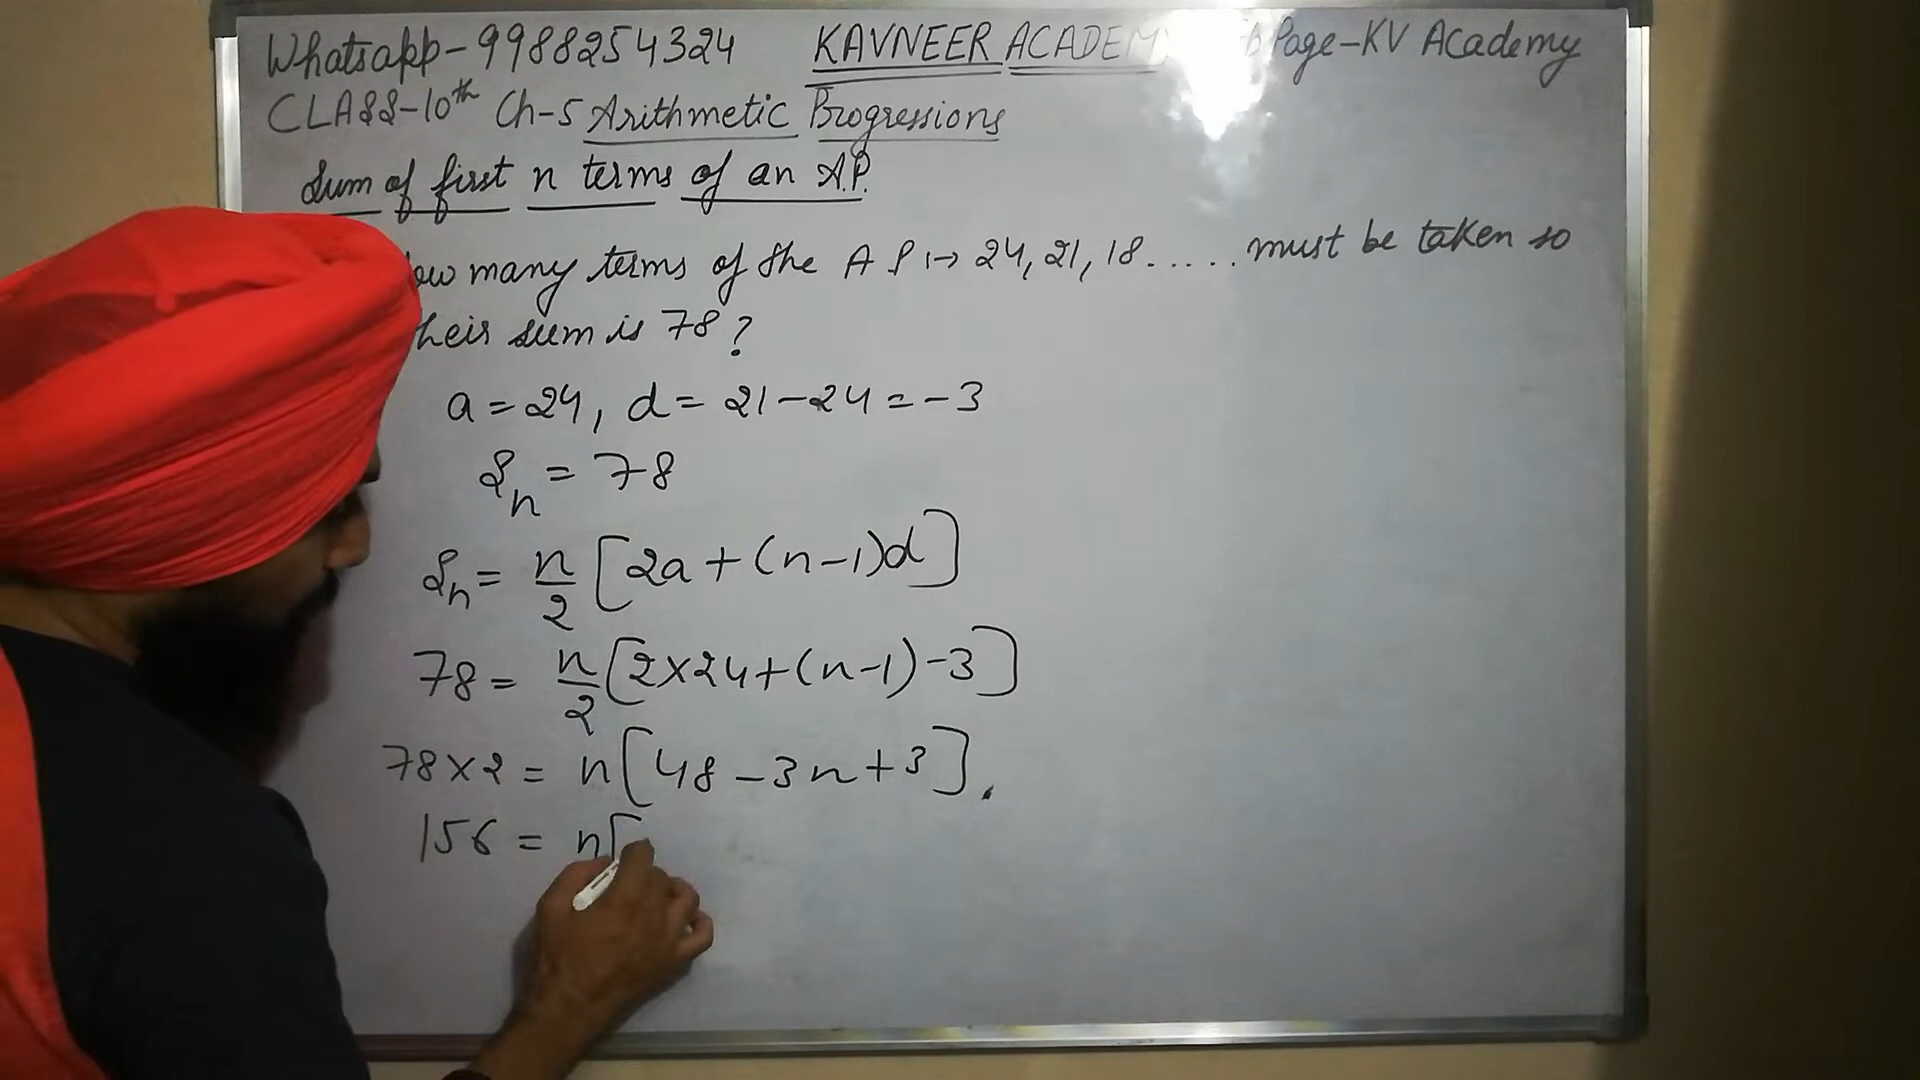 Whatsapp-9988254324 KAVNEER ACADEM Page-KV Academy
CLASS-10th Ch-5 Arithmetic Progressions
Sum of first n terms of an A.P.
ow many terms of the A P :→ 24, 21, 18..... must be taken so
heir sum is 78?
a = 24, d = 21-24 = -3
Sn = 78
Sn = n/2 [2a + (n-1)d]
78 = n/2 [2×24+(n-1)-3]
78×2 = n[48-3n+3].
156 = n[